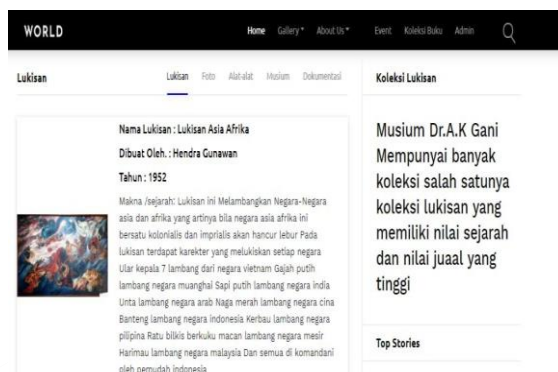 WORLD
Home Gallery About Us Event Koleksi Buku Admin
Lukisan
Lukisan Foto Alat-alat Musium Dokumentasi
Nama Lukisan : Lukisan Asia Afrika
Dibuat Oleh. : Hendra Gunawan
Tahun : 1952
Makna /sejarah: Lukisan ini Melambangkan Negara-Negara
asia dan afrika yang artinya bila negara asia afrika ini
bersatu kolonialis dan imprialis akan hancur lebur Pada
lukisan terdapat karekter yang melukiskan setiap negara
Ular kepala 7 lambang dari negara vietnam Gajah putih
lambang negara muanghai Sapi putih lambang negara india
Unta lambang negara arab Naga merah lambang negara cina
Banteng lambang negara indonesia Kerbau lambang negara
pilipina Ratu bilkis berkuku macan lambang negara mesir
Harimau lambang negara malaysia Dan semua di komandani
oleh pemudah indonesia
Koleksi Lukisan
Musium Dr.A.K Gani
Mempunyai banyak
koleksi salah satunya
koleksi lukisan yang
memiliki nilai sejarah
dan nilai juaal yang
tinggi
Top Stories